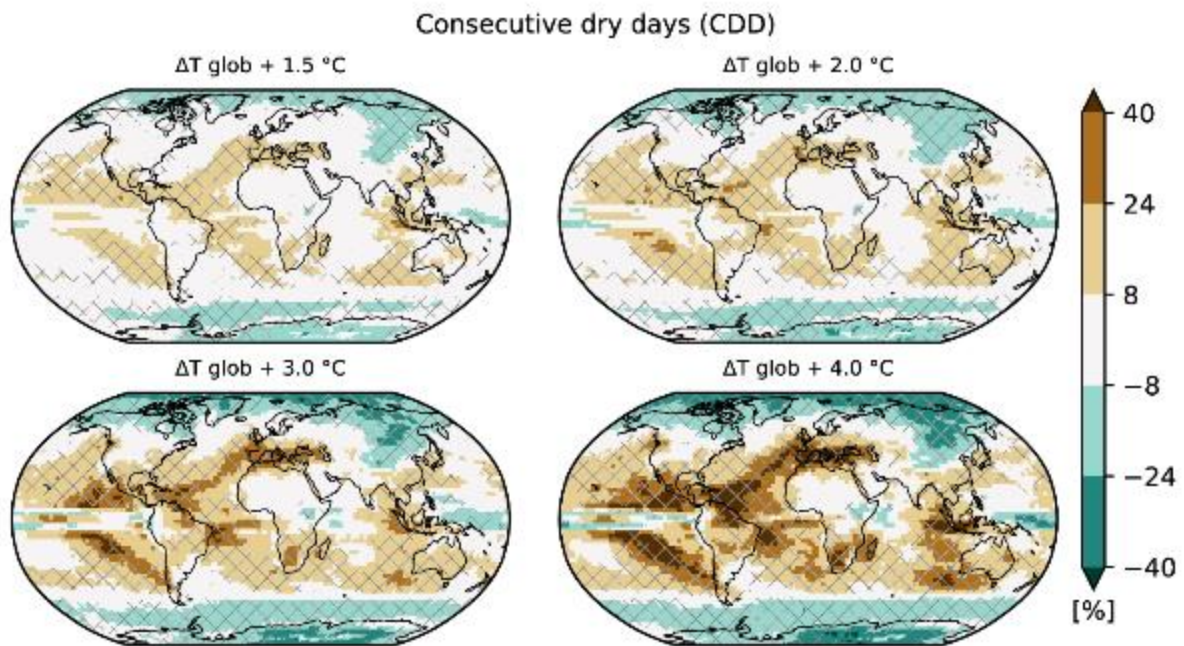 Consecutive dry days (CDD)
ΔT glob + 1.5 °C
ΔT glob + 2.0 °C
40
24
8
−8
−24
−40
[%]
ΔT glob + 3.0 °C
ΔT glob + 4.0 °C